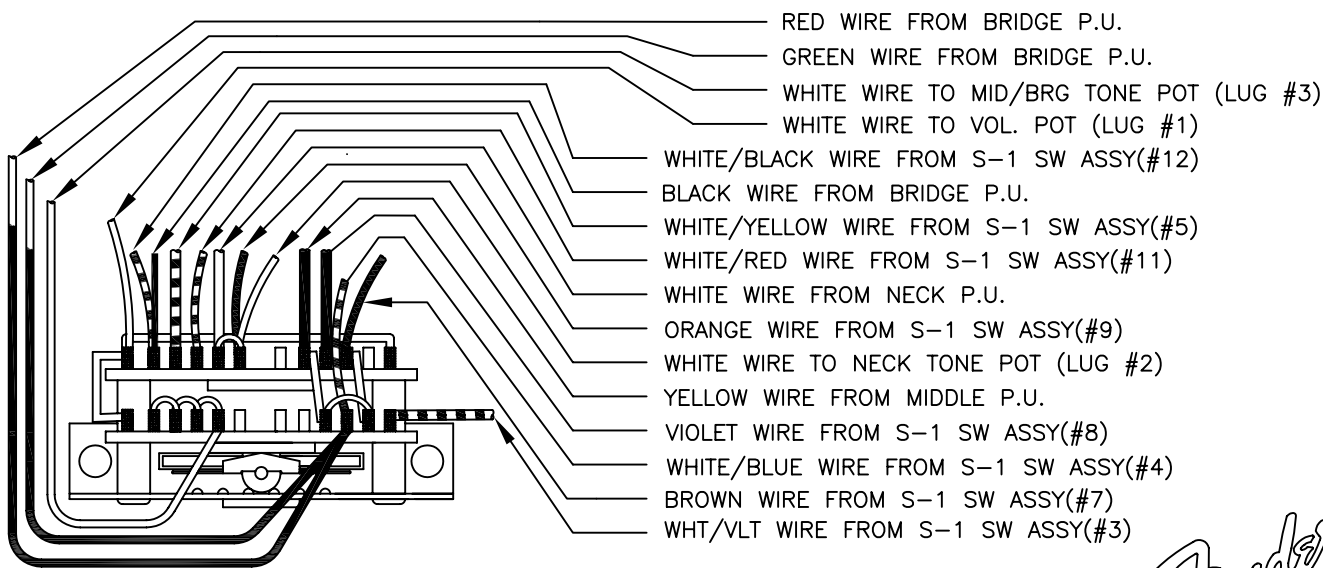 RED WIRE FROM BRIDGE P.U.
GREEN WIRE FROM BRIDGE P.U.
WHITE WIRE TO MID/BRG TONE POT (LUG #3)
WHITE WIRE TO VOL. POT (LUG #1)
WHITE/BLACK WIRE FROM S-1 SW ASSY(#12)
BLACK WIRE FROM BRIDGE P.U.
WHITE/YELLOW WIRE FROM S-1 SW ASSY(#5)
WHITE/RED WIRE FROM S-1 SW ASSY(#11)
WHITE WIRE FROM NECK P.U.
ORANGE WIRE FROM S-1 SW ASSY(#9)
WHITE WIRE TO NECK TONE POT (LUG #2)
YELLOW WIRE FROM MIDDLE P.U.
VIOLET WIRE FROM S-1 SW ASSY(#8)
WHITE/BLUE WIRE FROM S-1 SW ASSY(#4)
BROWN WIRE FROM S-1 SW ASSY(#7)
WHT/VLT WIRE FROM S-1 SW ASSY(#3)